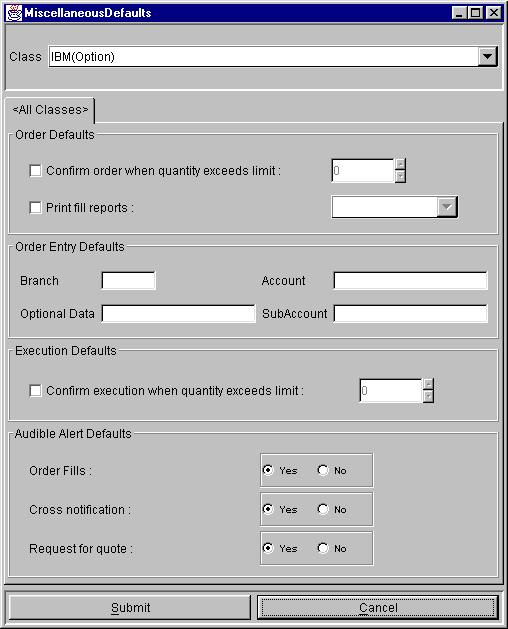 MiscellaneousDefaults
Class IBM(Option)
<All Classes>
Order Defaults
Confirm order when quantity exceeds limit : 0
Print fill reports :
Order Entry Defaults
Branch Account
Optional Data SubAccount
Execution Defaults
Confirm execution when quantity exceeds limit : 0
Audible Alert Defaults
Order Fills : Yes No
Cross notification : Yes No
Request for quote : Yes No
Submit Cancel